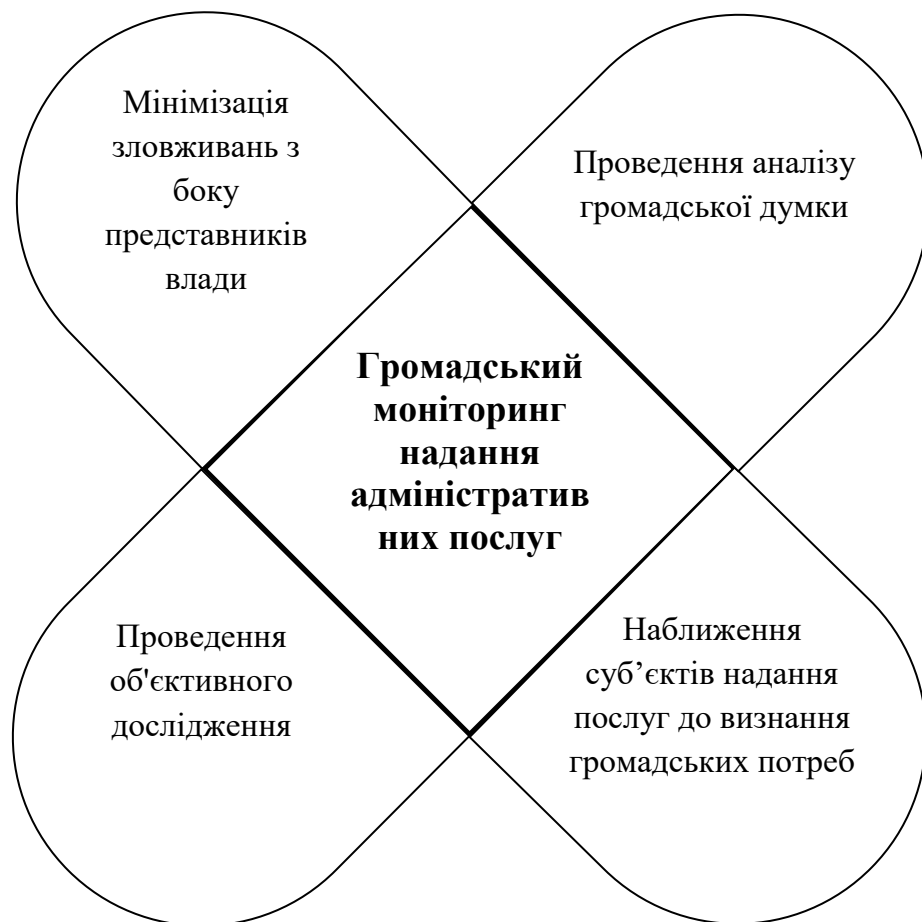 Мінімізація
зловживань з
боку
представників
влади
Проведення аналізу
громадської думки
Громадський
моніторинг
надання
адміністратив
них послуг
Проведення
об'єктивного
дослідження
Наближення
суб’єктів надання
послуг до визнання
громадських потреб